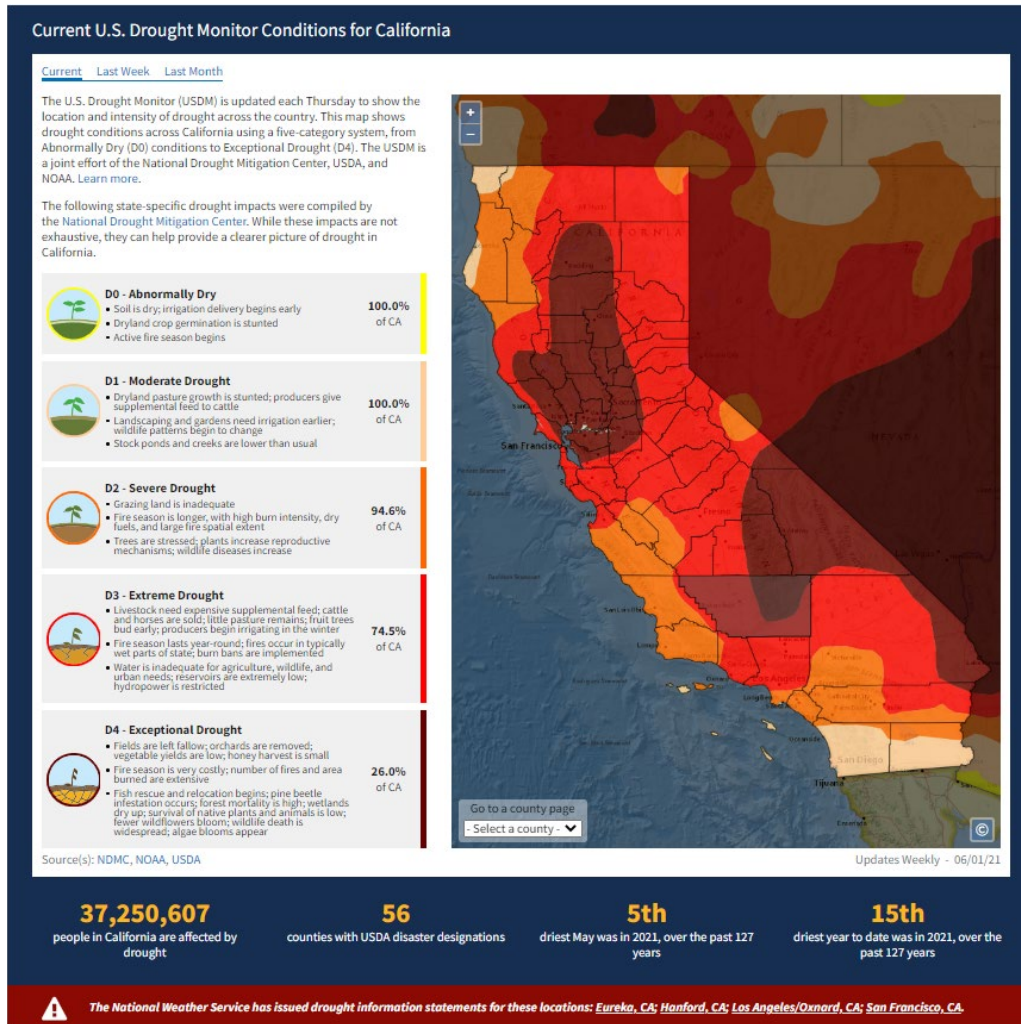 Current U.S. Drought Monitor Conditions for California
Current Last Week Last Month
The U.S. Drought Monitor (USDM) is updated each Thursday to show the
location and intensity of drought across the country. This map shows
drought conditions across California using a five-category system, from
Abnormally Dry (D0) conditions to Exceptional Drought (D4). The USDM is
a joint effort of the National Drought Mitigation Center, USDA, and
NOAA. Learn more.
The following state-specific drought impacts were compiled by
the National Drought Mitigation Center. While these impacts are not
exhaustive, they can help provide a clearer picture of drought in
California.
D0 - Abnormally Dry
• Soil is dry; irrigation delivery begins early
• Dryland crop germination is stunted
• Active fire season begins
100.0%
of CA
D1 - Moderate Drought
• Dryland pasture growth is stunted; producers give
supplemental feed to cattle
• Landscaping and gardens need irrigation earlier;
wildlife patterns begin to change
• Stock ponds and creeks are lower than usual
100.0%
of CA
D2 - Severe Drought
• Grazing land is inadequate
• Fire season is longer, with high burn intensity, dry
fuels, and large fire spatial extent
• Trees are stressed; plants increase reproductive
mechanisms; wildlife diseases increase
94.6%
of CA
D3 - Extreme Drought
• Livestock need expensive supplemental feed; cattle
and horses are sold; little pasture remains; fruit trees
bud early; producers begin irrigating in the winter
• Fire season lasts year-round; fires occur in typically
wet parts of state; burn bans are implemented
• Water is inadequate for agriculture, wildlife, and
urban needs; reservoirs are extremely low;
hydropower is restricted
74.5%
of CA
D4 - Exceptional Drought
• Fields are left fallow; orchards are removed;
vegetable yields are low; honey harvest is small
• Fire season is very costly; number of fires and area
burned are extensive
• Fish rescue and relocation begins; pine beetle
infestation occurs; forest mortality is high; wetlands
dry up; survival of native plants and animals is low;
fewer wildflowers bloom; wildlife death is
widespread; algae blooms appear
26.0%
of CA
Source(s): NDMC, NOAA, USDA
+
−
CALIFORNIA
NEVADA
San Francisco
Fresno
Las Vegas
Los Angeles
Long Beach
Oceanside
San Diego
Tijuana
Ensenada
Go to a county page
- Select a county -
©
Updates Weekly - 06/01/21
37,250,607
people in California are affected by
drought
56
counties with USDA disaster designations
5th
driest May was in 2021, over the past 127
years
15th
driest year to date was in 2021, over the
past 127 years
The National Weather Service has issued drought information statements for these locations: Eureka, CA; Hanford, CA; Los Angeles/Oxnard, CA; San Francisco, CA.